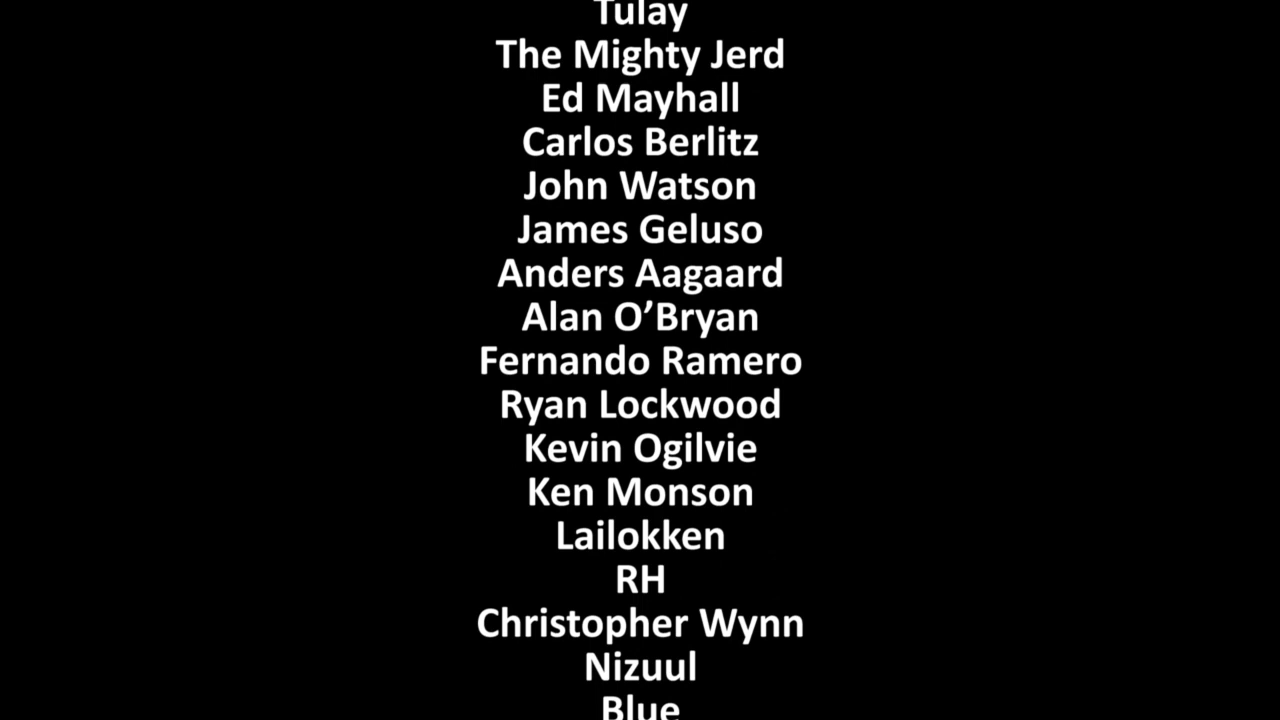 Tulay
The Mighty Jerd
Ed Mayhall
Carlos Berlitz
John Watson
James Geluso
Anders Aagaard
Alan O’Bryan
Fernando Ramero
Ryan Lockwood
Kevin Ogilvie
Ken Monson
Lailokken
RH
Christopher Wynn
Nizuul
Blue